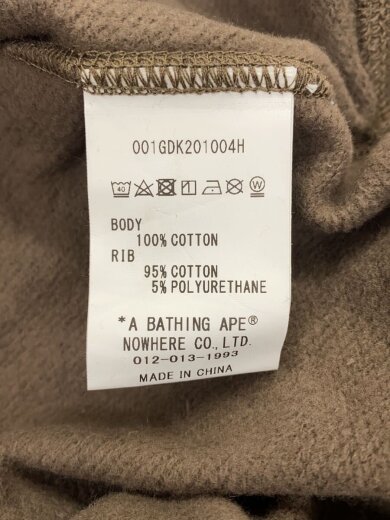 001GDK201004H
40 W
BODY
100% COTTON
RIB
95% COTTON
5% POLYURETHANE
*A BATHING APE®
NOWHERE CO., LTD.
012-013-1993
MADE IN CHINA